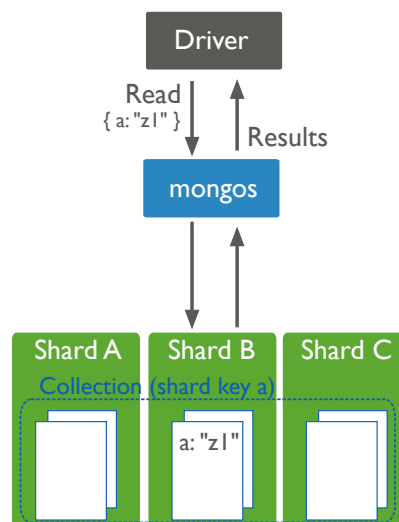 Driver
Read
{ a: "z1" }
Results
mongos
Shard A
Shard B
Shard C
Collection (shard key a)
a: "z1"